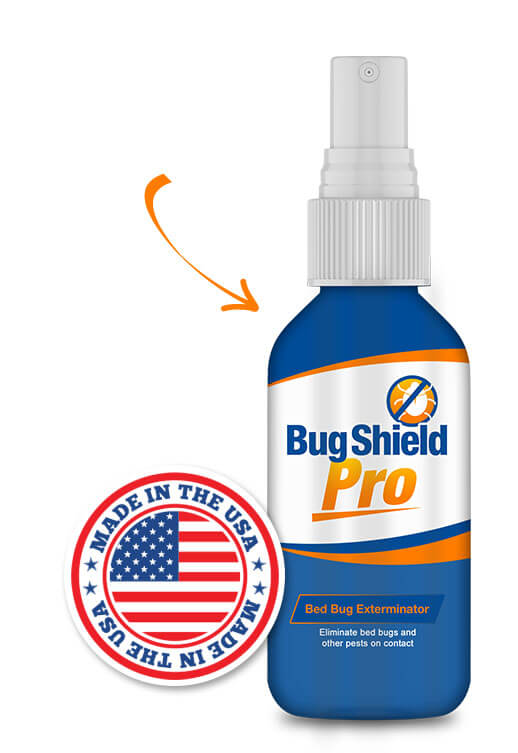 Bug Shield
Pro
Bed Bug Exterminator
Eliminate bed bugs and
other pests on contact
MADE IN THE USA
MADE IN THE USA